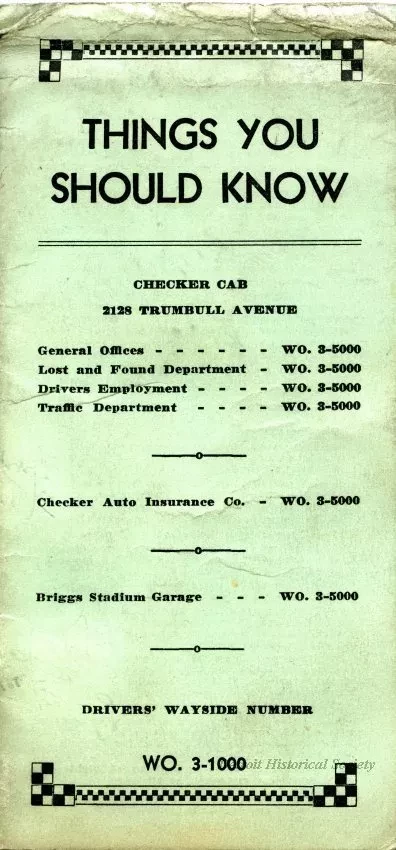 THINGS YOU
SHOULD KNOW
CHECKER CAB
2128 TRUMBULL AVENUE
General Offices - - - - - - WO. 3-5000
Lost and Found Department - WO. 3-5000
Drivers Employment - - - - WO. 3-5000
Traffic Department - - - - WO. 3-5000
Checker Auto Insurance Co. - WO. 3-5000
Briggs Stadium Garage - - - WO. 3-5000
DRIVERS' WAYSIDE NUMBER
WO. 3-1000
Historical Society